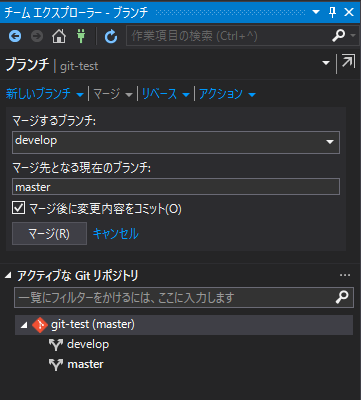 チーム エクスプローラー - ブランチ
作業項目の検索 (Ctrl+^)
ブランチ | git-test
新しいブランチ | マージ | リベース | アクション
マージするブランチ:
develop
マージ先となる現在のブランチ:
master
マージ後に変更内容をコミット(O)
マージ(R) キャンセル
アクティブな Git リポジトリ ...
一覧にフィルターをかけるには、ここに入力します
git-test (master)
develop
master